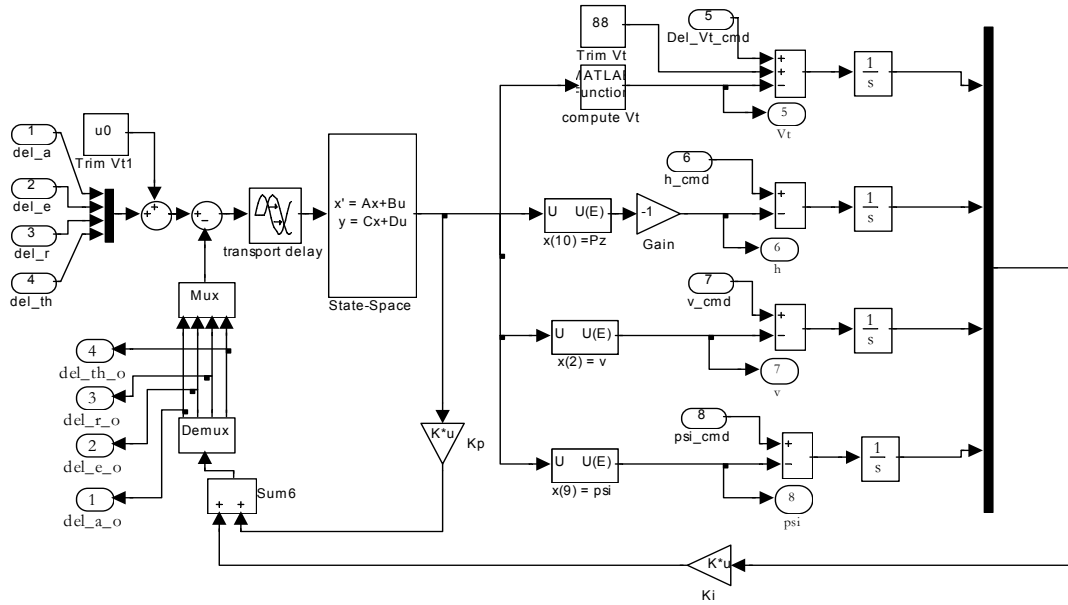 88
Trim Vt
5
Del_Vt_cmd
+
+
−
1
s
/ATLAI
Function
compute Vt
5
Vt
1
del_a
u0
Trim Vt1
2
del_e
3
del_r
4
del_th
+
+
+
−
transport delay
x' = Ax+Bu
y = Cx+Du
State-Space
6
h_cmd
+
−
1
s
U U(E)
x(10) =Pz
-1
Gain
6
h
Mux
7
v_cmd
+
−
1
s
U U(E)
x(2) = v
7
v
4
del_th_o
3
del_r_o
2
del_e_o
1
del_a_o
Demux
Sum6
+ +
K*u
Kp
8
psi_cmd
+
−
1
s
U U(E)
x(9) = psi
8
psi
K*u
Ki